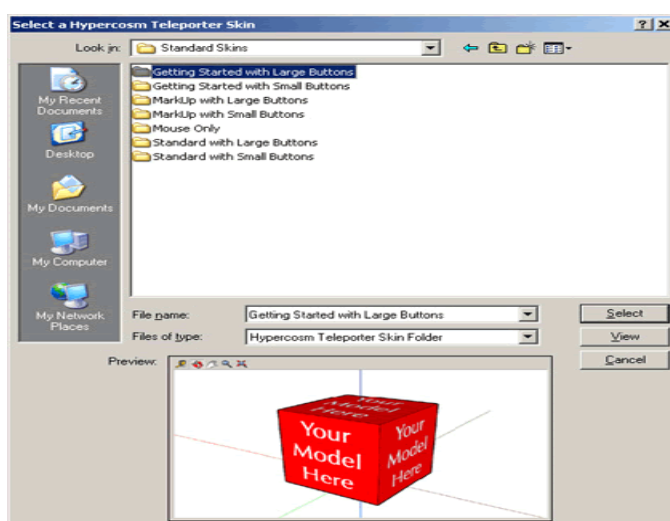 Select a Hypercosm Teleporter Skin
Look in: Standard Skins
My Recent Documents
Desktop
My Documents
My Computer
My Network Places
Getting Started with Large Buttons
Getting Started with Small Buttons
MarkUp with Large Buttons
MarkUp with Small Buttons
Mouse Only
Standard with Large Buttons
Standard with Small Buttons
File name: Getting Started with Large Buttons Select
Files of type: Hypercosm Teleporter Skin Folder View
Cancel
Preview:
Your
Model
Here
Your
Model
Here
Your
Model
Here